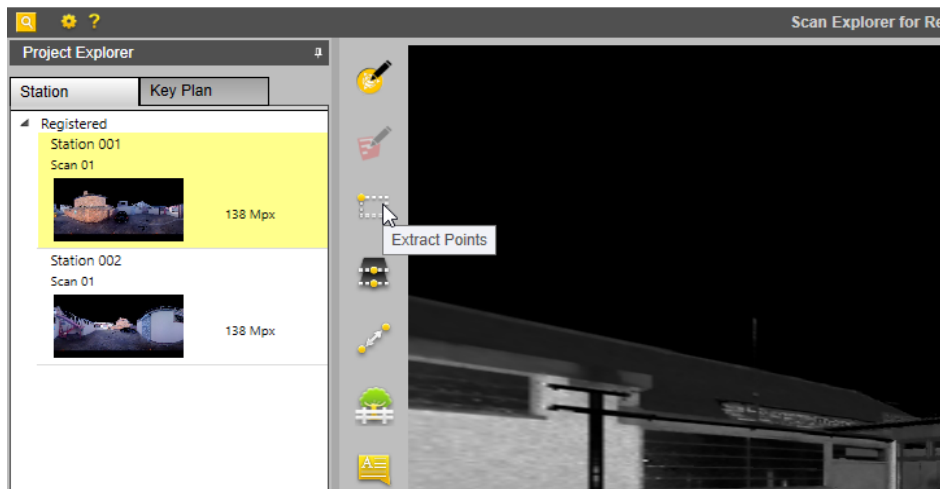 Scan Explorer for Re
Project Explorer
Station
Key Plan
Registered
Station 001
Scan 01
138 Mpx
Extract Points
Station 002
Scan 01
138 Mpx
A